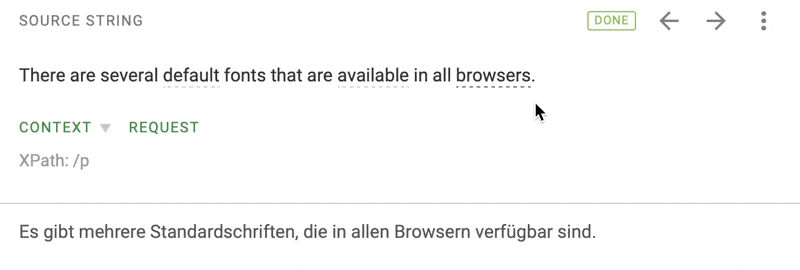 SOURCE STRING DONE
There are several default fonts that are available in all browsers.
CONTEXT REQUEST
XPath: /p
Es gibt mehrere Standardschriften, die in allen Browsern verfügbar sind.